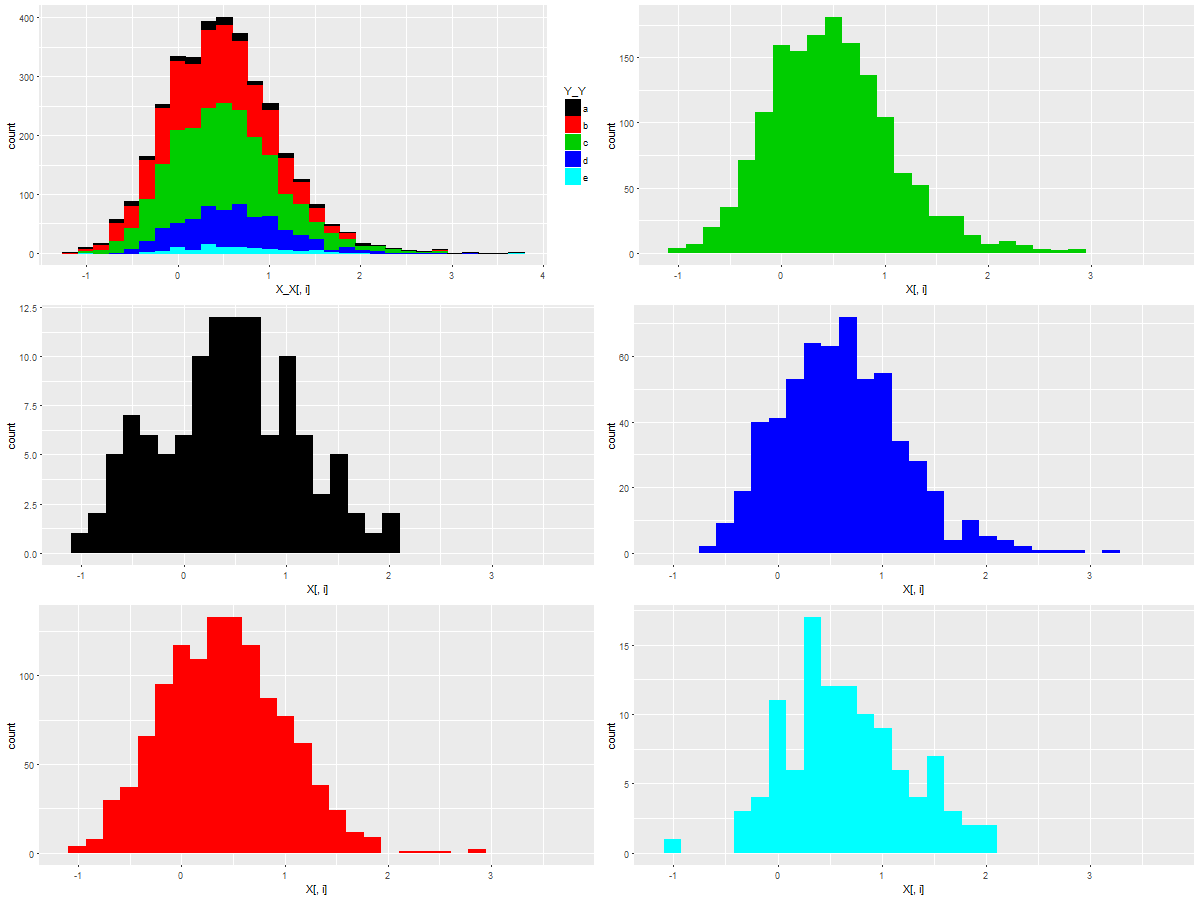 400
300
200
100
0
count
-1 0 1 2 3 4
X_X[, i]
Y_Y
a
b
c
d
e
150
100
50
0
count
-1 0 1 2 3
X[, i]
12.5
10.0
7.5
5.0
2.5
0.0
count
-1 0 1 2 3
X[, i]
60
40
20
0
count
-1 0 1 2 3
X[, i]
100
50
0
count
-1 0 1 2 3
X[, i]
15
10
5
0
count
-1 0 1 2 3
X[, i]